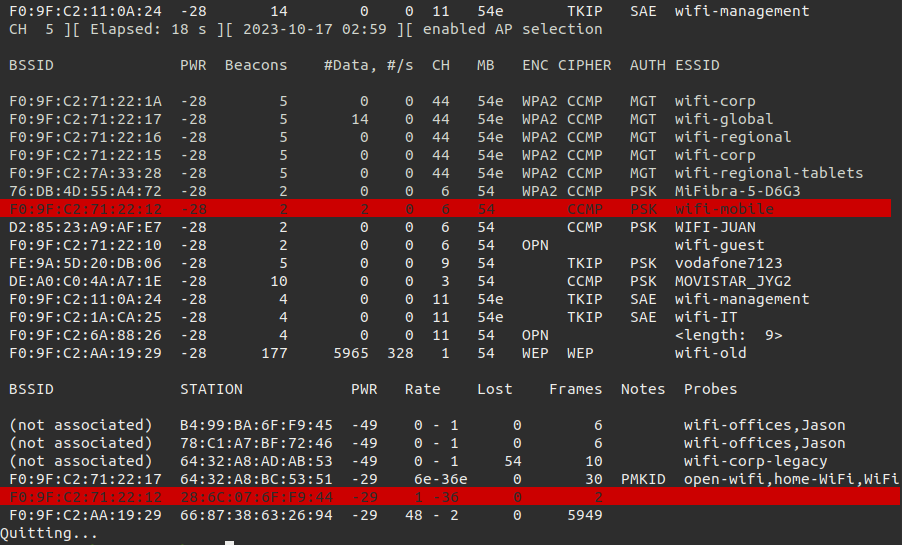 F0:9F:C2:11:0A:24  -28       14        0    0  11   54e       TKIP   SAE  wifi-management
CH  5 ][ Elapsed: 18 s ][ 2023-10-17 02:59 ][ enabled AP selection
BSSID              PWR  Beacons    #Data, #/s  CH   MB   ENC CIPHER  AUTH ESSID
F0:9F:C2:71:22:1A  -28        5        0    0  44   54e  WPA2 CCMP   MGT  wifi-corp
F0:9F:C2:71:22:17  -28        5       14    0  44   54e  WPA2 CCMP   MGT  wifi-global
F0:9F:C2:71:22:16  -28        5        0    0  44   54e  WPA2 CCMP   MGT  wifi-regional
F0:9F:C2:71:22:15  -28        5        0    0  44   54e  WPA2 CCMP   MGT  wifi-corp
F0:9F:C2:7A:33:28  -28        5        0    0  44   54e  WPA2 CCMP   MGT  wifi-regional-tablets
76:DB:4D:55:A4:72  -28        2        0    0   6   54   WPA2 CCMP   PSK  MiFibra-5-D6G3
F0:9F:C2:71:22:12  -28        2        2    0   6   54        CCMP   PSK  wifi-mobile
D2:85:23:A9:AF:E7  -28        2        0    0   6   54        CCMP   PSK  WIFI-JUAN
F0:9F:C2:71:22:10  -28        2        0    0   6   54   OPN              wifi-guest
FE:9A:5D:20:DB:06  -28        5        0    0   9   54        TKIP   PSK  vodafone7123
DE:A0:C0:4A:A7:1E  -28       10        0    0   3   54        CCMP   PSK  MOVISTAR_JYG2
F0:9F:C2:11:0A:24  -28        4        0    0  11   54e       TKIP   SAE  wifi-management
F0:9F:C2:1A:CA:25  -28        4        0    0  11   54e       TKIP   SAE  wifi-IT
F0:9F:C2:6A:88:26  -28        4        0    0  11   54   OPN              <length:  9>
F0:9F:C2:AA:19:29  -28      177     5965  328   1   54   WEP  WEP         wifi-old
BSSID              STATION            PWR   Rate    Lost    Frames  Notes  Probes
(not associated)   B4:99:BA:6F:F9:45  -49    0 - 1      0        6         wifi-offices,Jason
(not associated)   78:C1:A7:BF:72:46  -49    0 - 1      0        6         wifi-offices,Jason
(not associated)   64:32:A8:AD:AB:53  -49    0 - 1     54       10         wifi-corp-legacy
F0:9F:C2:71:22:17  64:32:A8:BC:53:51  -29    6e-36e     0       30  PMKID  open-wifi,home-WiFi,WiFi
F0:9F:C2:71:22:12  28:6C:07:6F:F9:44  -29    1 -36      0        2
F0:9F:C2:AA:19:29  66:87:38:63:26:94  -29   48 - 2      0     5949
Quitting...